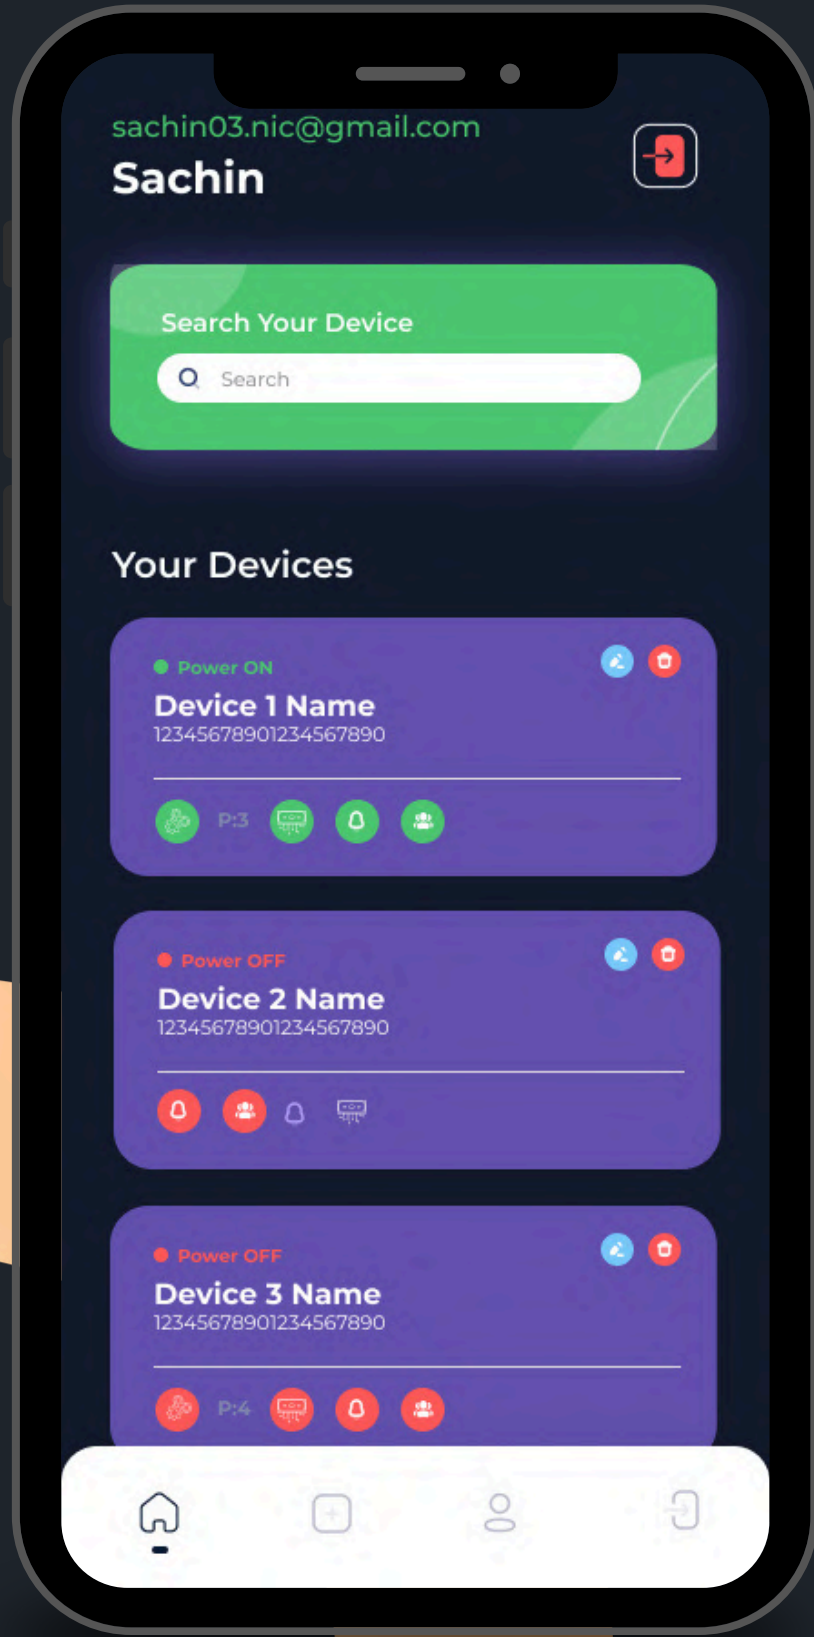 sachin03.nic@gmail.com
Sachin
Search Your Device
Search
Your Devices
Power ON
Device 1 Name
12345678901234567890
P:3
Power OFF
Device 2 Name
12345678901234567890
Power OFF
Device 3 Name
12345678901234567890
P:4